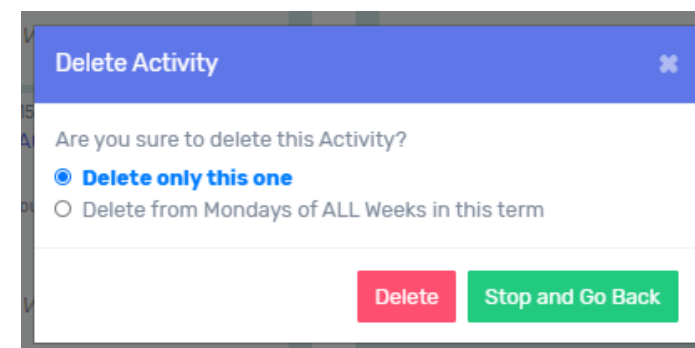 Delete Activity
Are you sure to delete this Activity?
Delete only this one
Delete from Mondays of ALL Weeks in this term
Delete
Stop and Go Back